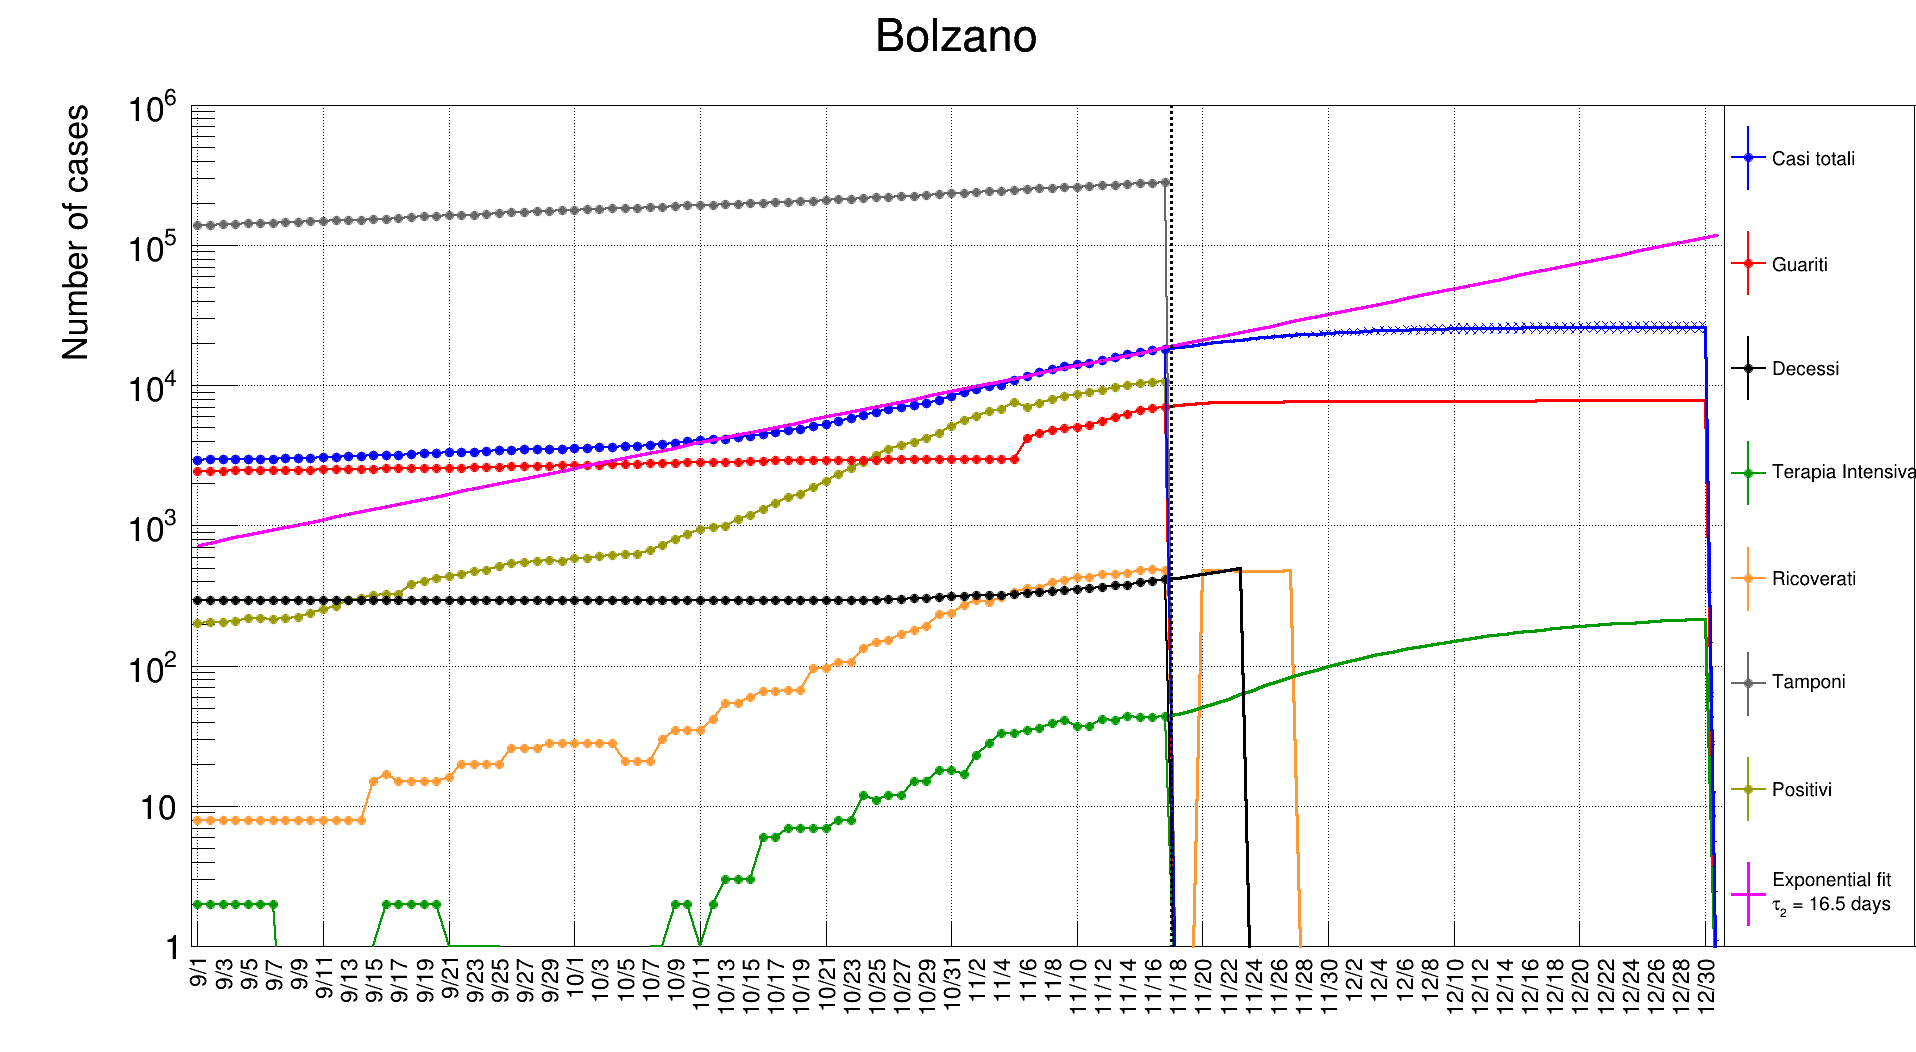 Bolzano
Number of cases
10^6
10^5
10^4
10^3
10^2
10
1
9/1 9/3 9/5 9/7 9/9 9/11 9/13 9/15 9/17 9/19 9/21 9/23 9/25 9/27 9/29 10/1 10/3 10/5 10/7 10/9 10/11 10/13 10/15 10/17 10/19 10/21 10/23 10/25 10/27 10/29 10/31 11/2 11/4 11/6 11/8 11/10 11/12 11/14 11/16 11/18 11/20 11/22 11/24 11/26 11/28 11/30 12/2 12/4 12/6 12/8 12/10 12/12 12/14 12/16 12/18 12/20 12/22 12/24 12/26 12/28 12/30
Casi totali
Guariti
Decessi
Terapia Intensiva
Ricoverati
Tamponi
Positivi
Exponential fit
τ2 = 16.5 days